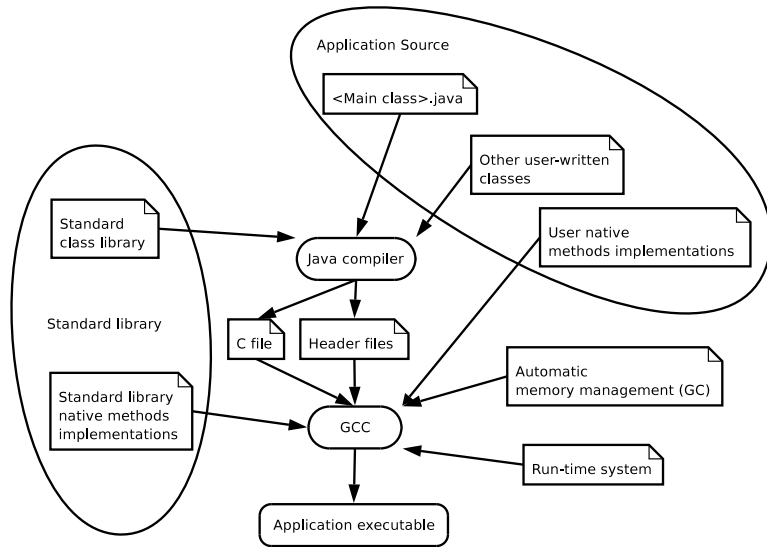 Application Source
<Main class>.java
Other user-written
classes
Standard
class library
User native
methods implementations
Java compiler
Standard library
C file
Header files
Automatic
memory management (GC)
Standard library
native methods
implementations
GCC
Run-time system
Application executable